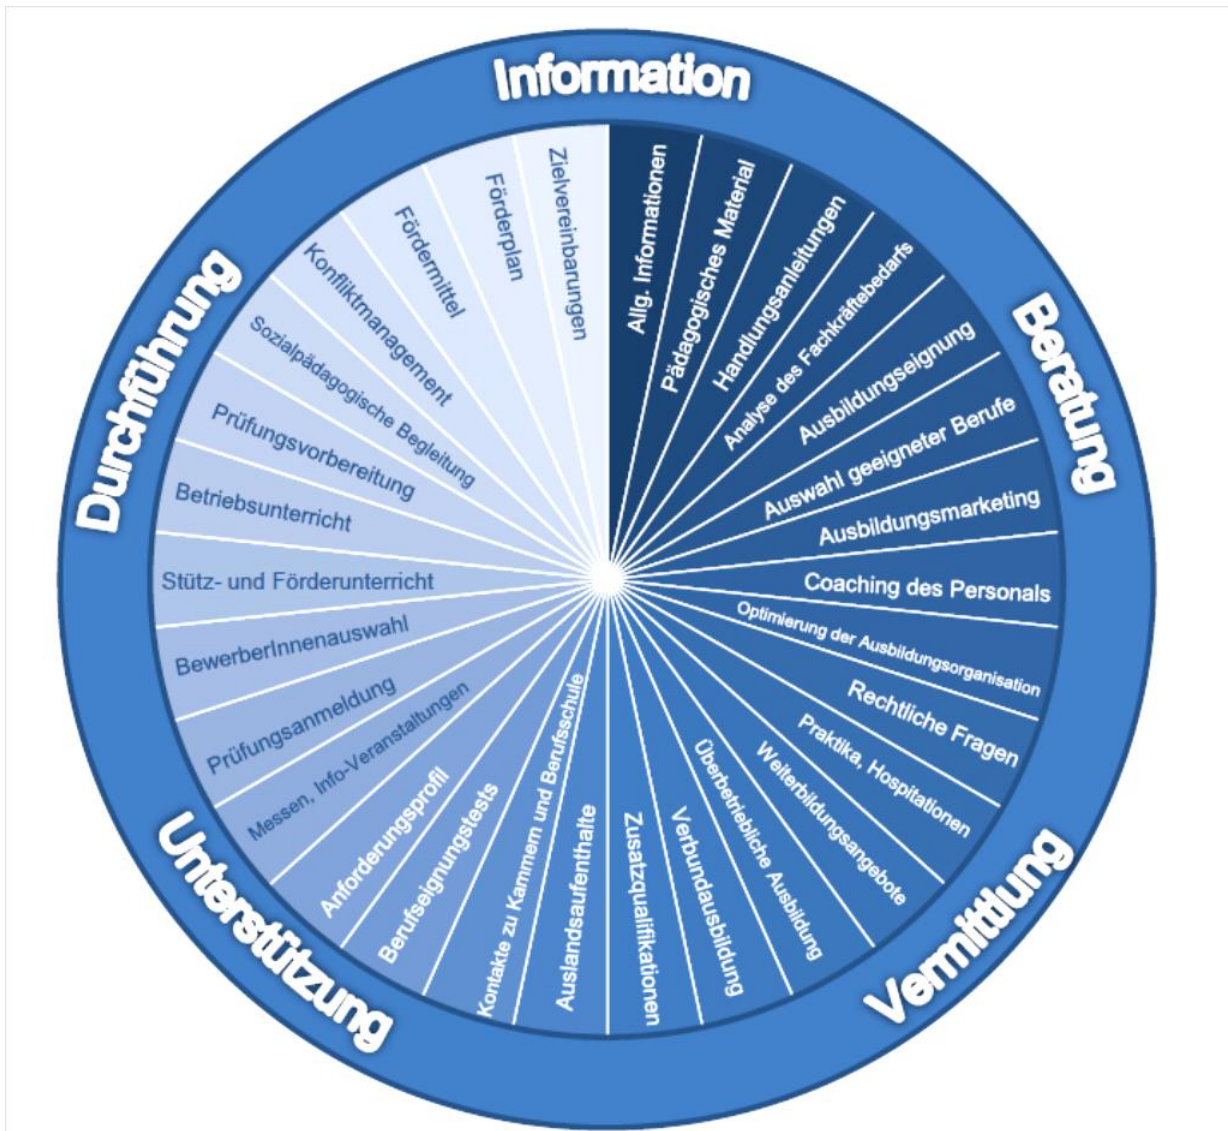 Information
Beratung
Vermittlung
Unterstützung
Durchführung
Allg. Informationen
Pädagogisches Material
Handlungsanleitungen
Analyse des Fachkräftebedarfs
Ausbildungseignung
Auswahl geeigneter Berufe
Ausbildungsmarketing
Coaching des Personals
Optimierung der Ausbildungsorganisation
Rechtliche Fragen
Praktika, Hospitationen
Weiterbildungsangebote
Überbetriebliche Ausbildung
Verbundausbildung
Zusatzqualifikationen
Auslandsaufenthalte
Kontakte zu Kammern und Berufsschule
Berufseignungstests
Anforderungsprofil
Messen, Info-Veranstaltungen
Prüfungsanmeldung
BewerberInnenauswahl
Stütz- und Förderunterricht
Betriebsunterricht
Prüfungsvorbereitung
Sozialpädagogische Begleitung
Konfliktmanagement
Fördermittel
Förderplan
Zielvereinbarungen